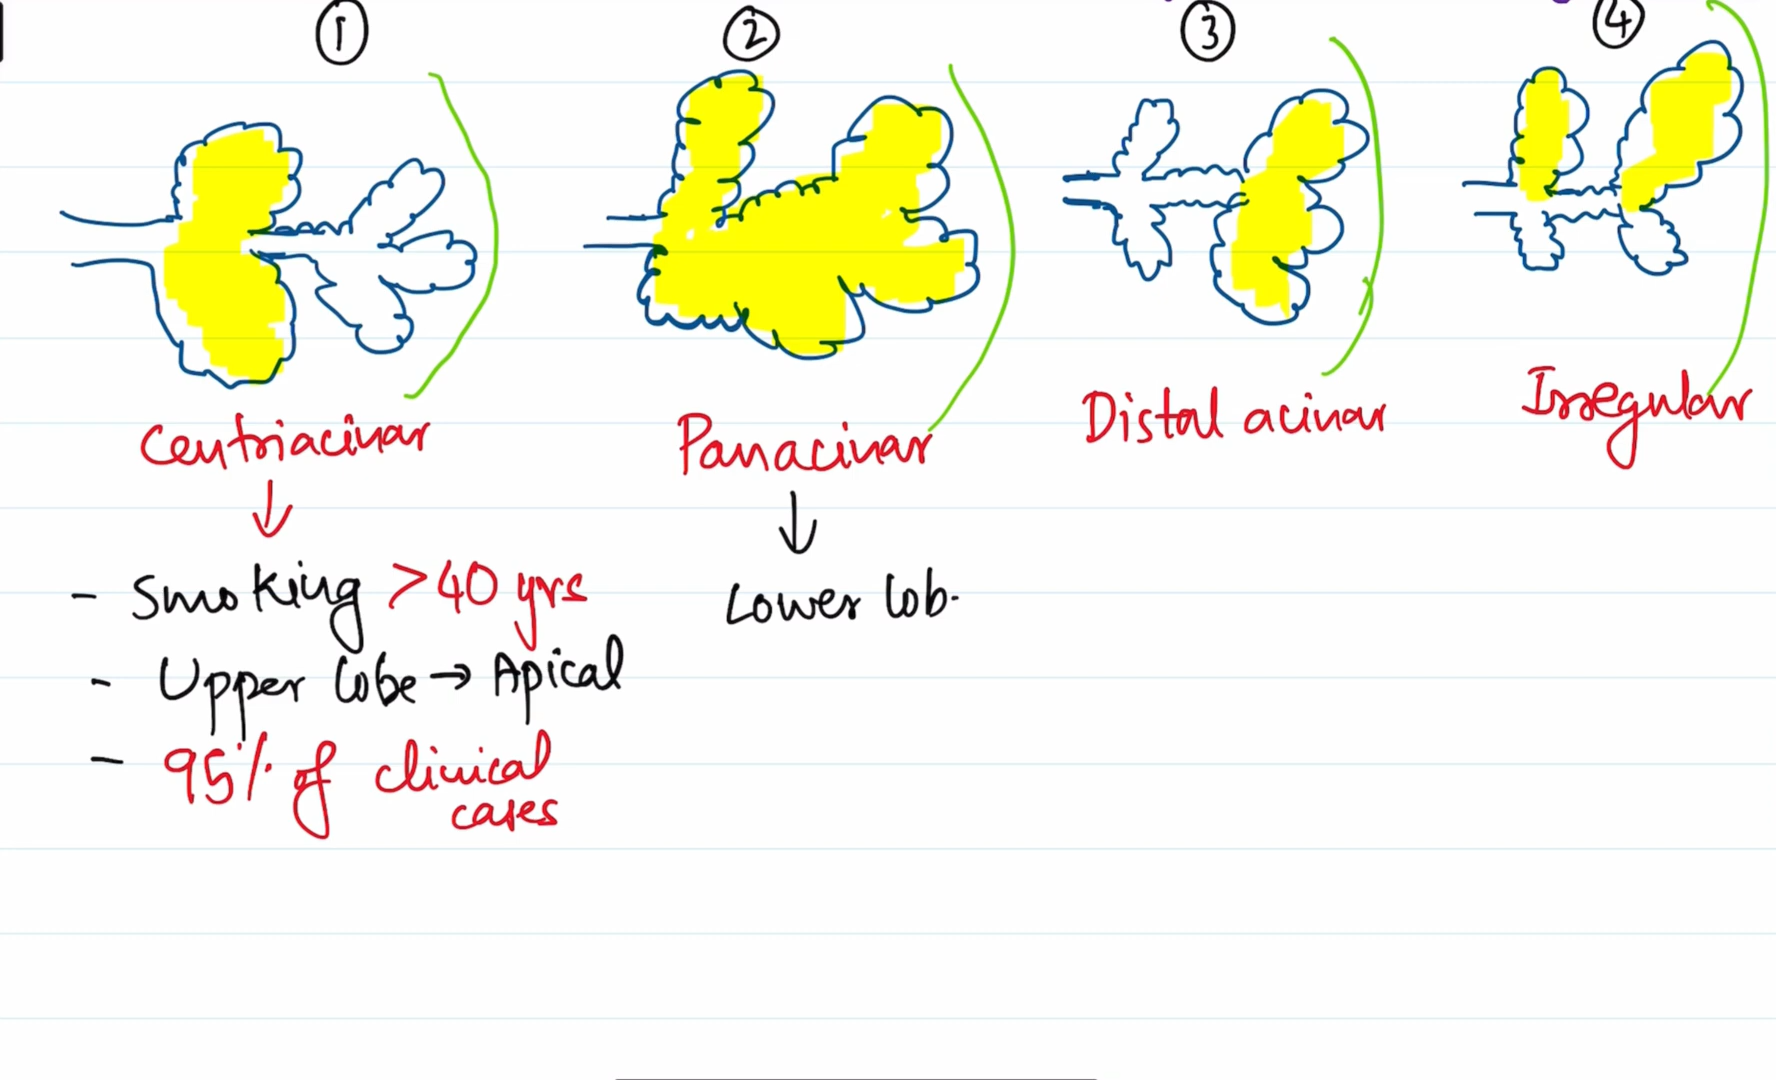 ① ② ③ ④
Centriacinar Panacinar Distal acinar Irregular
↓ ↓
- Smoking >40 yrs Lower lob.
- Upper lobe → Apical
- 95% of clinical
cases